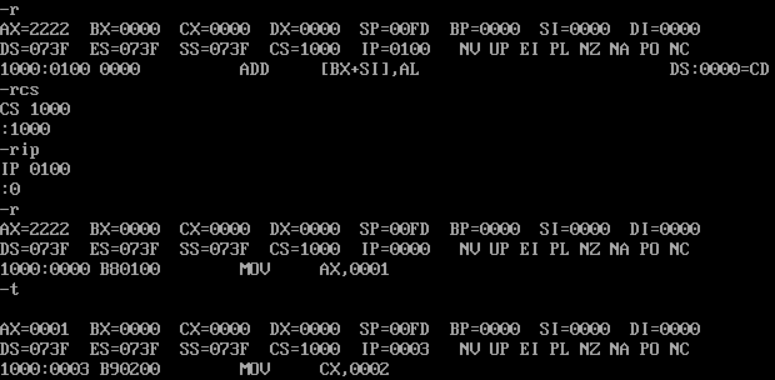 -r
AX=2222  BX=0000  CX=0000  DX=0000  SP=00FD  BP=0000  SI=0000  DI=0000
DS=073F  ES=073F  SS=073F  CS=1000  IP=0100   NV UP EI PL NZ NA PO NC
1000:0100 0000          ADD     [BX+SI],AL                         DS:0000=CD
-rcs
CS 1000
:1000
-rip
IP 0100
:0
-r
AX=2222  BX=0000  CX=0000  DX=0000  SP=00FD  BP=0000  SI=0000  DI=0000
DS=073F  ES=073F  SS=073F  CS=1000  IP=0000   NV UP EI PL NZ NA PO NC
1000:0000 B80100        MOV     AX,0001
-t
AX=0001  BX=0000  CX=0000  DX=0000  SP=00FD  BP=0000  SI=0000  DI=0000
DS=073F  ES=073F  SS=073F  CS=1000  IP=0003   NV UP EI PL NZ NA PO NC
1000:0003 B90200        MOV     CX,0002